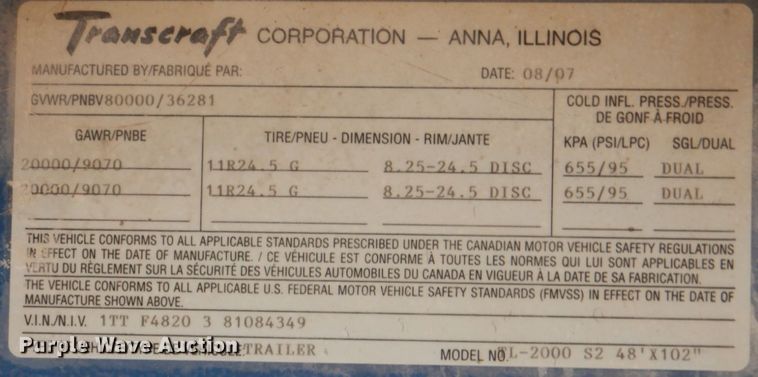 Transcraft CORPORATION — ANNA, ILLINOIS
MANUFACTURED BY/FABRIQUÉ PAR: DATE: 08/07
GVWR/PNBV 80000/36281
COLD INFL. PRESS./PRESS. DE GONF À FROID
GAWR/PNBE TIRE/PNEU - DIMENSION - RIM/JANTE KPA (PSI/LPC) SGL/DUAL
20000/9070 11R24.5 G 8.25-24.5 DISC 655/95 DUAL
20000/9070 11R24.5 G 8.25-24.5 DISC 655/95 DUAL
THIS VEHICLE CONFORMS TO ALL APPLICABLE STANDARDS PRESCRIBED UNDER THE CANADIAN MOTOR VEHICLE SAFETY REGULATIONS
IN EFFECT ON THE DATE OF MANUFACTURE. / CE VÉHICULE EST CONFORME À TOUTES LES NORMES QUI LUI SONT APPLICABLES EN
VERTU DU RÈGLEMENT SUR LA SÉCURITÉ DES VÉHICULES AUTOMOBILES DU CANADA EN VIGUEUR À LA DATE DE SA FABRICATION.
THE VEHICLE CONFORMS TO ALL APPLICABLE U.S. FEDERAL MOTOR VEHICLE SAFETY STANDARDS (FMVSS) IN EFFECT ON THE DATE OF
MANUFACTURE SHOWN ABOVE.
V.I.N./N.I.V. 1TT F4820 3 81084349
Purple Wave Auction
TRAILER MODEL NO. TL-2000 S2 48'X102"